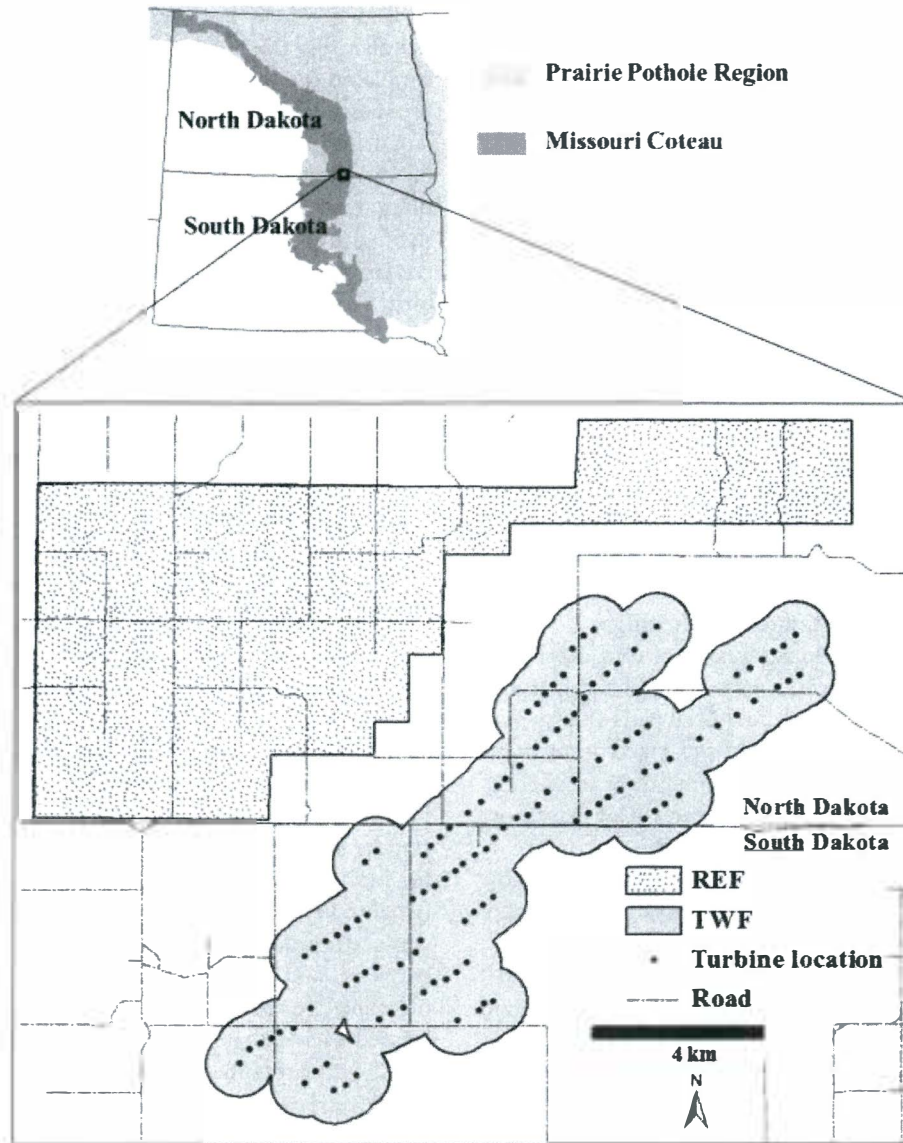 Prairie Pothole Region
North Dakota
Missouri Coteau
South Dakota
North Dakota
South Dakota
REF
TWF
Turbine location
Road
4 km
N